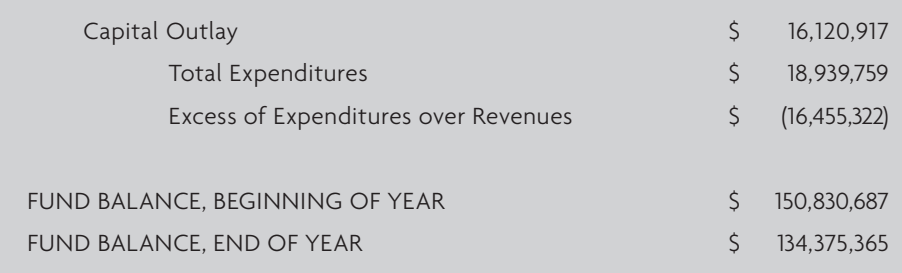 Capital Outlay $ 16,120,917
Total Expenditures $ 18,939,759
Excess of Expenditures over Revenues $ (16,455,322)
FUND BALANCE, BEGINNING OF YEAR $ 150,830,687
FUND BALANCE, END OF YEAR $ 134,375,365